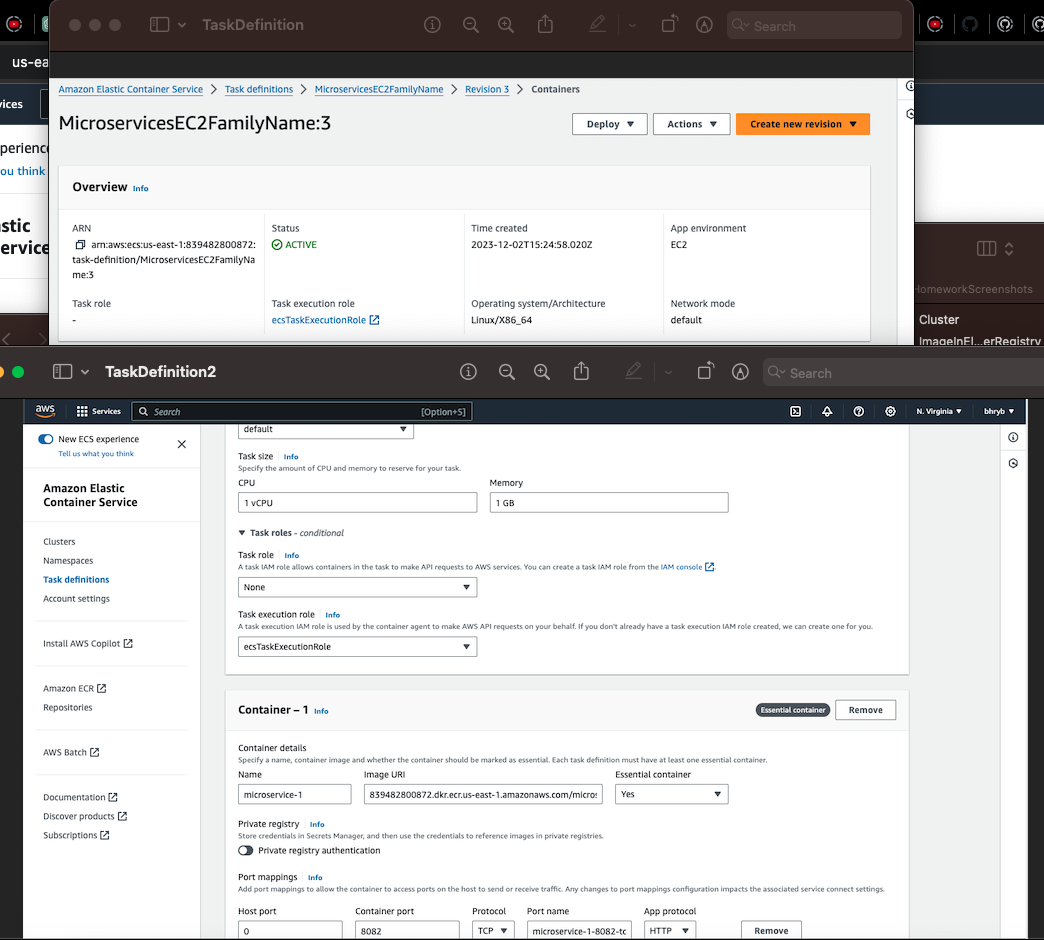 TaskDefinition
Search
us-ea
vices
perience
ou think
stic
ervice
Amazon Elastic Container Service
Task definitions
MicroservicesEC2FamilyName
Revision 3
Containers
MicroservicesEC2FamilyName:3
Deploy
Actions
Create new revision
Overview Info
ARN
arn:aws:ecs:us-east-1:839482800872:
task-definition/MicroservicesEC2FamilyNa
me:3
Status
ACTIVE
Time created
2023-12-02T15:24:58.020Z
App environment
EC2
Task role
-
Task execution role
ecsTaskExecutionRole
Operating system/Architecture
Linux/X86_64
Network mode
default
HomeworkScreenshots
Cluster
ImageInEl...erRegistry
TaskDefinition2
Search
aws
Services
Search
[Option+S]
N. Virginia
bhryb
New ECS experience
Tell us what you think
Amazon Elastic
Container Service
Clusters
Namespaces
Task definitions
Account settings
Install AWS Copilot
Amazon ECR
Repositories
AWS Batch
Documentation
Discover products
Subscriptions
default
Task size Info
Specify the amount of CPU and memory to reserve for your task.
CPU
Memory
1 vCPU
1 GB
Task roles - conditional
Task role Info
A task IAM role allows containers in the task to make API requests to AWS services. You can create a task IAM role from the IAM console.
None
Task execution role Info
A task execution IAM role is used by the container agent to make AWS API requests on your behalf. If you don't already have a task execution IAM role created, we can create one for you.
ecsTaskExecutionRole
Container – 1 Info
Essential container
Remove
Container details
Specify a name, container image and whether the container should be marked as essential. Each task definition must have at least one essential container.
Name
Image URI
Essential container
microservice-1
839482800872.dkr.ecr.us-east-1.amazonaws.com/micros
Yes
Private registry Info
Store credentials in Secrets Manager, and then use the credentials to reference images in private registries.
Private registry authentication
Port mappings Info
Add port mappings to allow the container to access ports on the host to send or receive traffic. Any changes to port mappings configuration impacts the associated service connect settings.
Host port
Container port
Protocol
Port name
App protocol
0
8082
TCP
microservice-1-8082-tc
HTTP
Remove